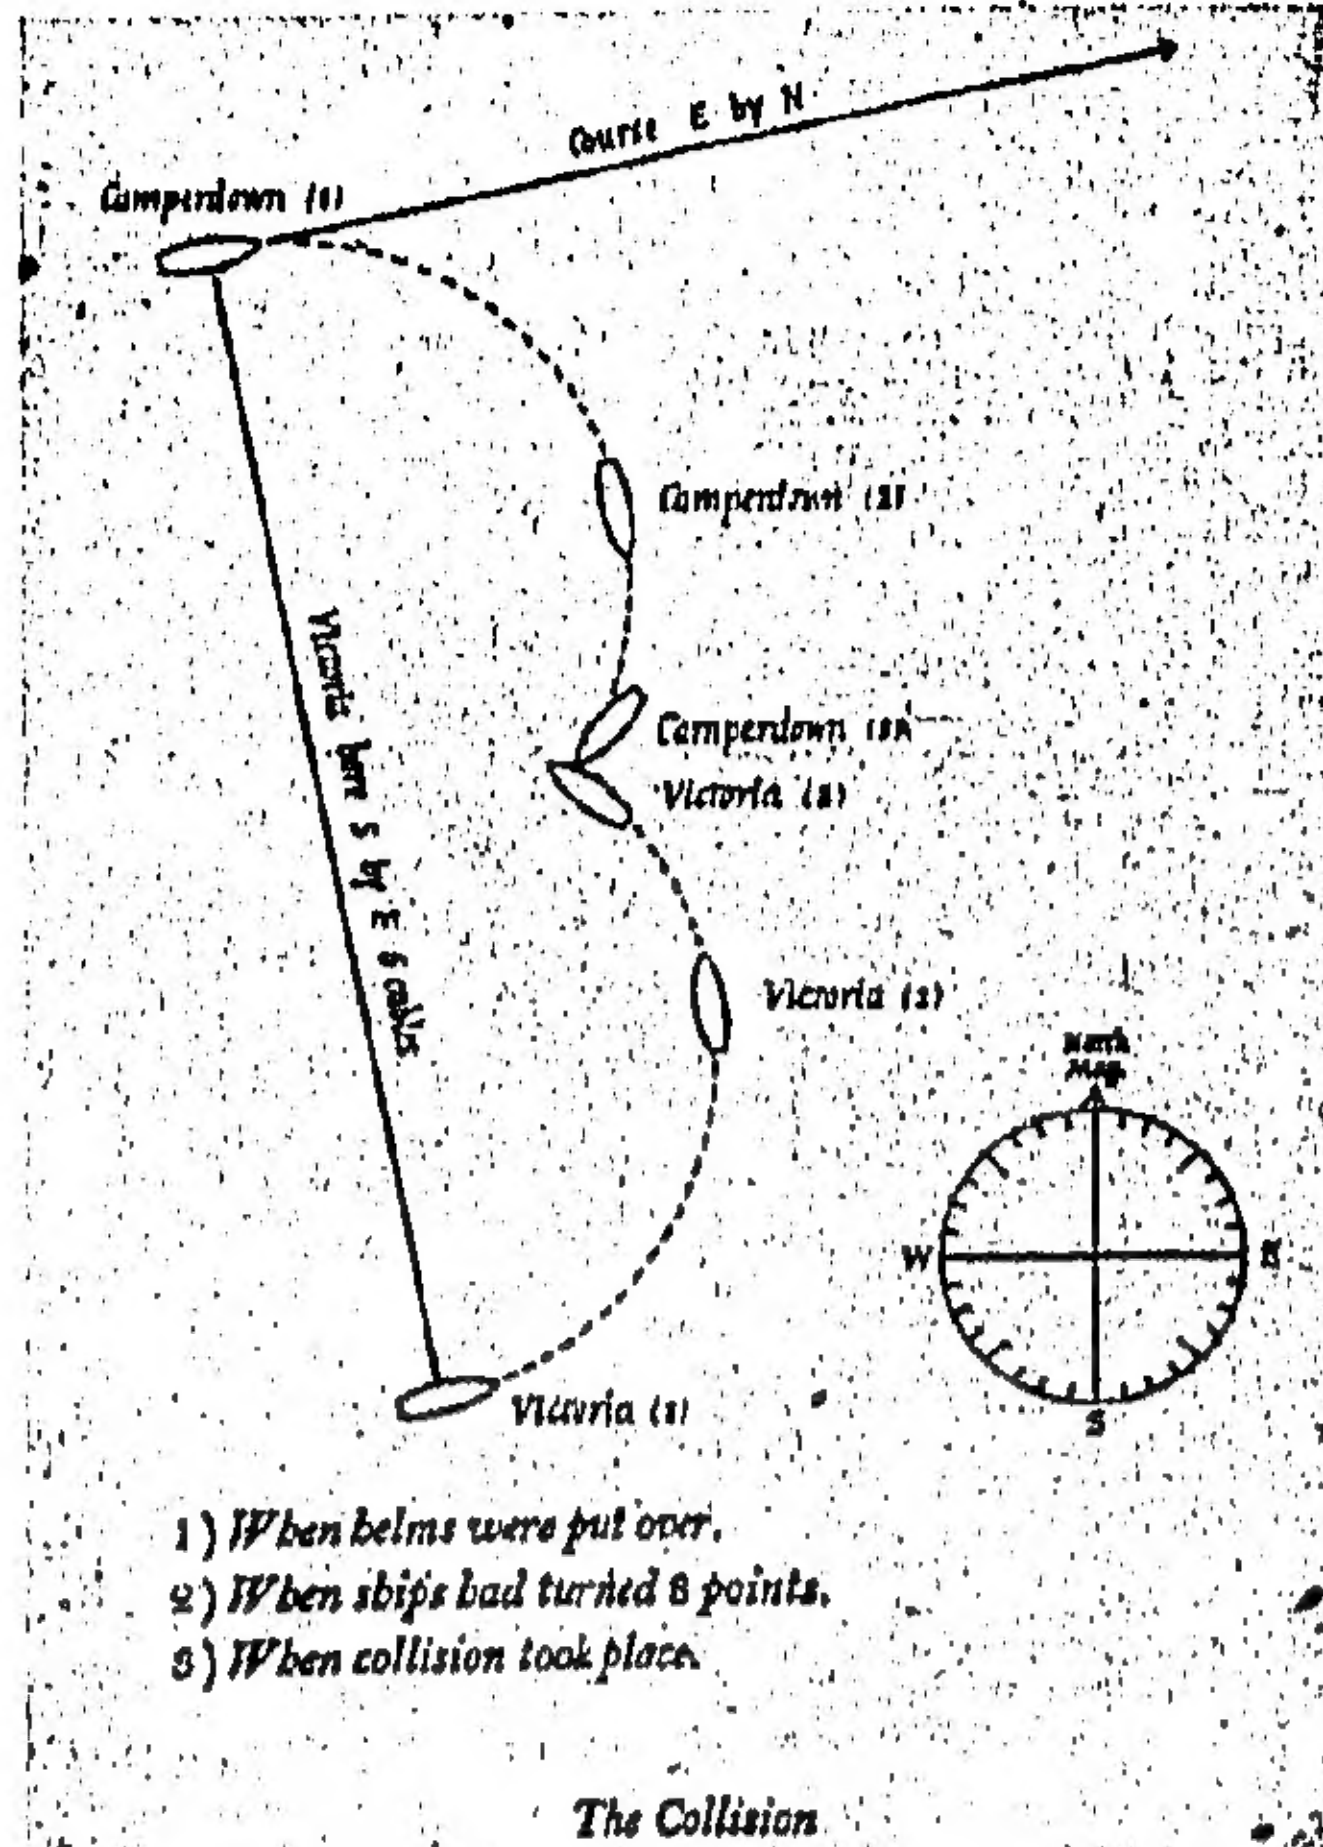 Course E by N
Camperdown (1)
Camperdown (2)
Victoria bore S by E 6 cables
Camperdown (3)
Victoria (3)
Victoria (2)
North
Mag.
W
E
S
Victoria (1)
1) When helms were put over.
2) When ships had turned 8 points.
3) When collision took place.
The Collision